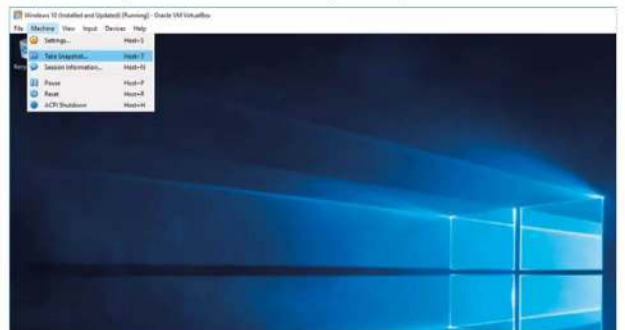 Windows 10 (Installed and Updated) [Running] - Oracle VM VirtualBox
File Machine View Input Devices Help
Settings... Host+S
Take Snapshot... Host+T
Session Information... Host+N
Pause Host+P
Reset Host+R
ACPI Shutdown Host+H